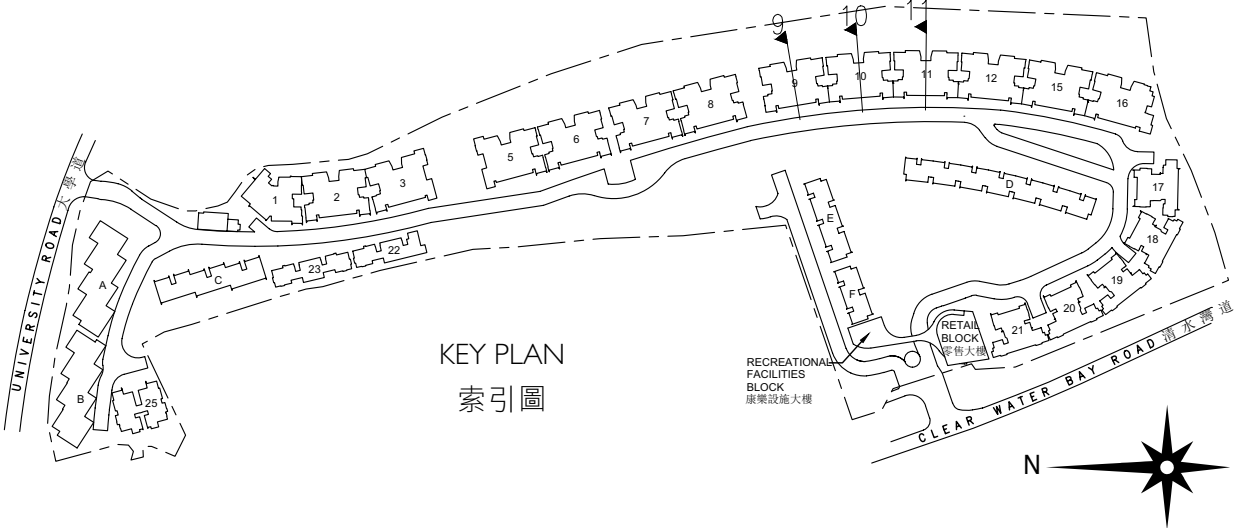 9
10
11
9
10
11
12
15
16
8
7
6
5
3
2
1
UNIVERSITY ROAD 大學道
17
18
19
20
21
D
E
F
A
B
C
23
22
25
KEY PLAN
索引圖
RETAIL
BLOCK
零售大樓
RECREATIONAL
FACILITIES
BLOCK
康樂設施大樓
CLEAR WATER BAY ROAD 清水灣道
N